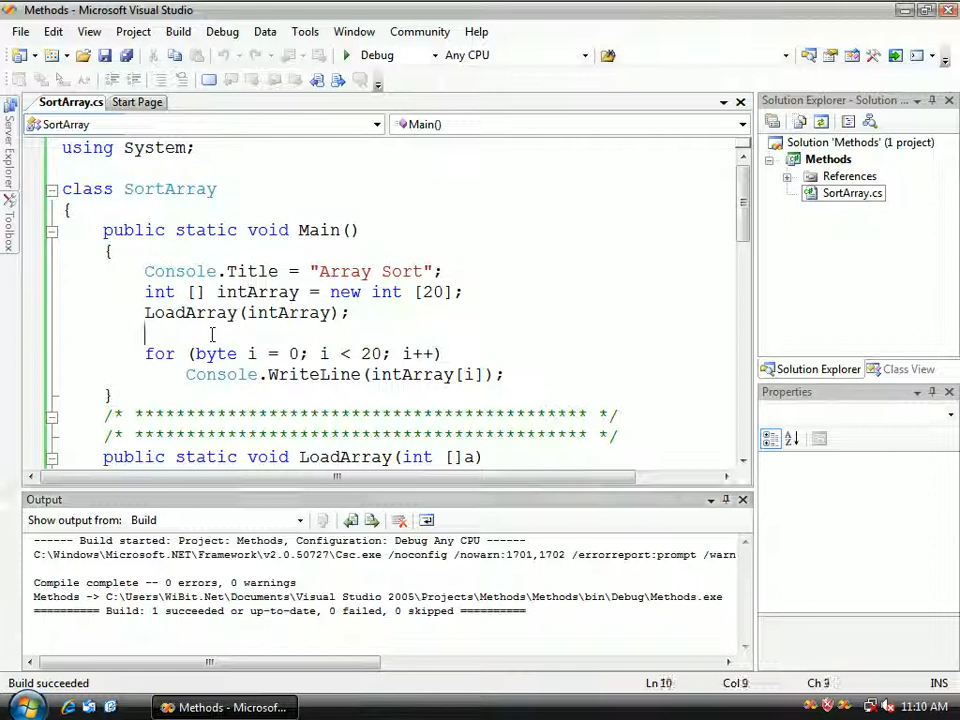 Methods - Microsoft Visual Studio
File Edit View Project Build Debug Data Tools Window Community Help
Debug Any CPU
SortArray.cs Start Page
SortArray Main()
Server Explorer
Toolbox
using System;
class SortArray
{
public static void Main()
{
Console.Title = "Array Sort";
int [] intArray = new int [20];
LoadArray(intArray);
for (byte i = 0; i < 20; i++)
Console.WriteLine(intArray[i]);
}
/* ******************************************** */
/* ******************************************** */
public static void LoadArray(int []a)
Solution Explorer - Solution ...
Solution 'Methods' (1 project)
Methods
References
SortArray.cs
Solution Explorer Class View
Properties
Output
Show output from: Build
------ Build started: Project: Methods, Configuration: Debug Any CPU ------
C:\Windows\Microsoft.NET\Framework\v2.0.50727\Csc.exe /noconfig /nowarn:1701,1702 /errorreport:prompt /warn
Compile complete -- 0 errors, 0 warnings
Methods -> C:\Users\WiBit.Net\Documents\Visual Studio 2005\Projects\Methods\Methods\bin\Debug\Methods.exe
========== Build: 1 succeeded or up-to-date, 0 failed, 0 skipped ==========
Build succeeded Ln 10 Col 9 Ch 3 INS
Methods - Microsof... 11:10 AM